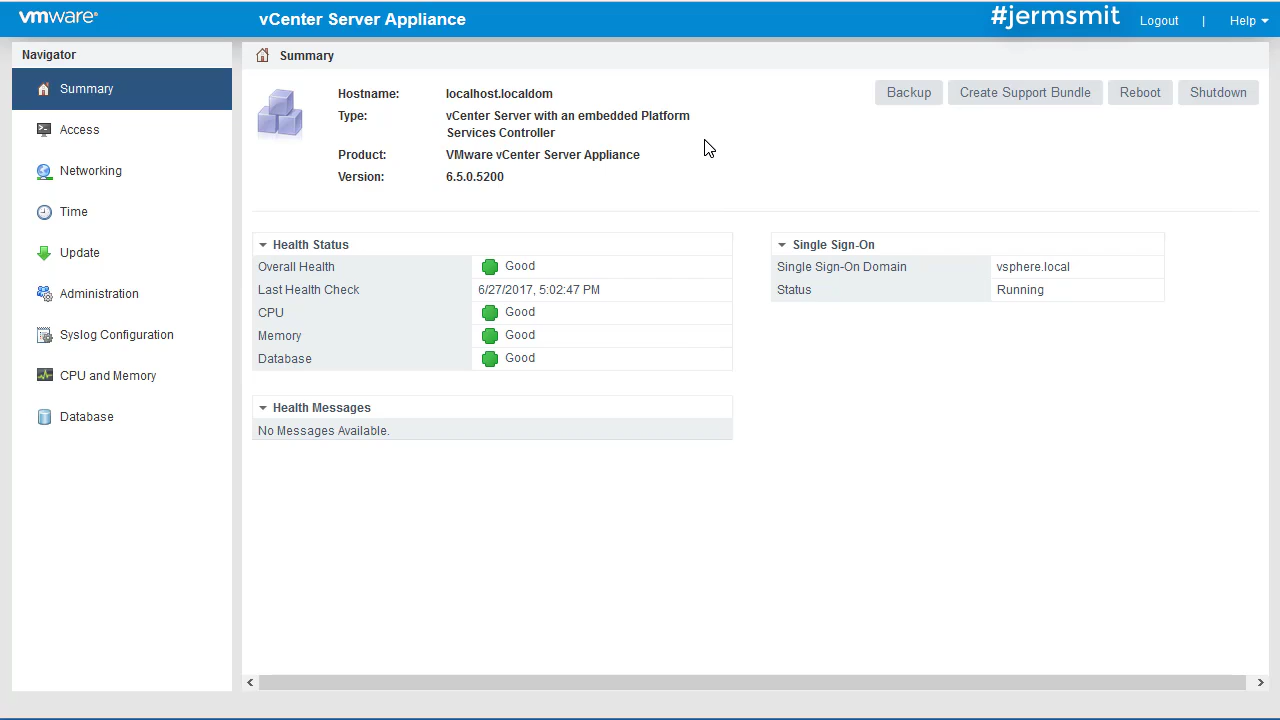 vmware®
vCenter Server Appliance
#jermsmit
Logout | Help
Navigator
Summary
Access
Networking
Time
Update
Administration
Syslog Configuration
CPU and Memory
Database
Summary
Backup
Create Support Bundle
Reboot
Shutdown
Hostname: localhost.localdom
Type: vCenter Server with an embedded Platform
Services Controller
Product: VMware vCenter Server Appliance
Version: 6.5.0.5200
Health Status
Overall Health Good
Last Health Check 6/27/2017, 5:02:47 PM
CPU Good
Memory Good
Database Good
Health Messages
No Messages Available.
Single Sign-On
Single Sign-On Domain vsphere.local
Status Running